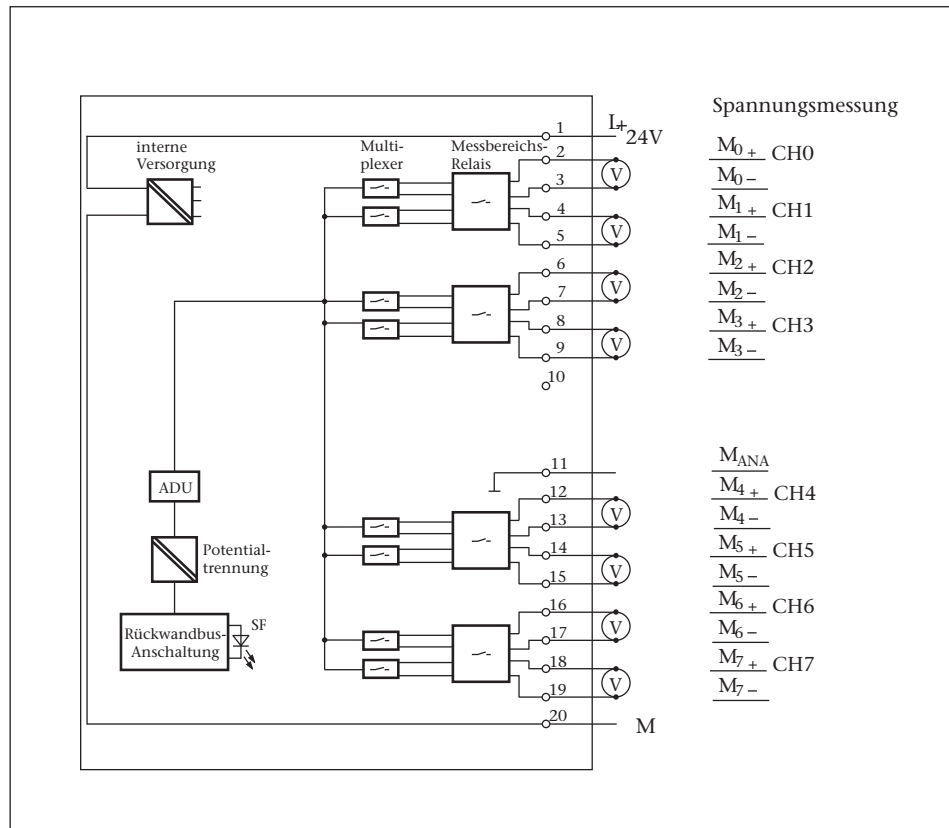 Spannungsmessung
interne
Versorgung
Multi-
plexer
Messbereichs-
Relais
1
L+
24V
2
V
M0 + CH0
3
M0 −
4
V
M1 + CH1
5
M1 −
6
V
M2 + CH2
7
M2 −
8
V
M3 + CH3
9
M3 −
10
11
MANA
12
V
M4 + CH4
13
M4 −
14
V
M5 + CH5
15
M5 −
16
V
M6 + CH6
17
M6 −
18
V
M7 + CH7
19
M7 −
20
M
ADU
Potential-
trennung
Rückwandbus-
Anschaltung
SF